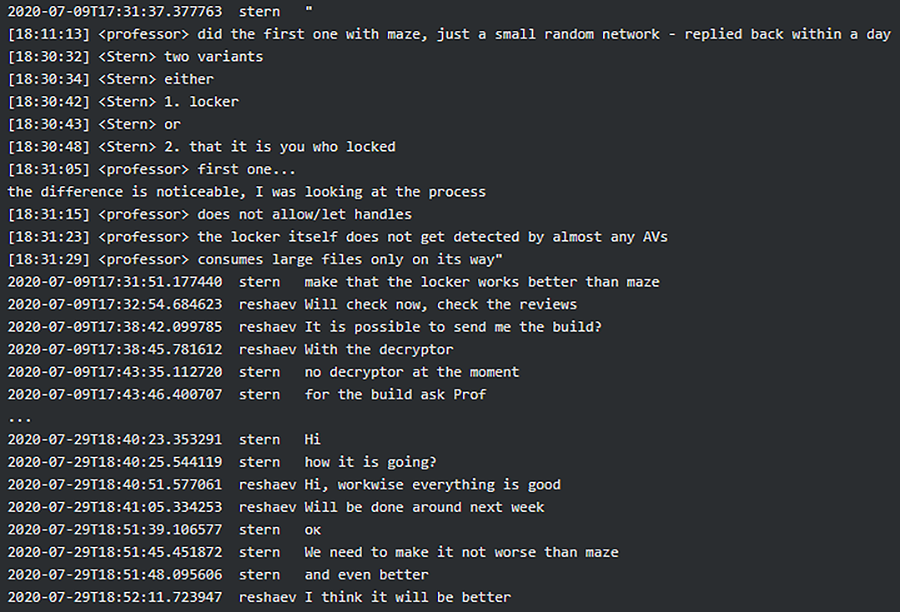 2020-07-09T17:31:37.377763 stern "
[18:11:13] <professor> did the first one with maze, just a small random network - replied back within a day
[18:30:32] <Stern> two variants
[18:30:34] <Stern> either
[18:30:42] <Stern> 1. locker
[18:30:43] <Stern> or
[18:30:48] <Stern> 2. that it is you who locked
[18:31:05] <professor> first one...
the difference is noticeable, I was looking at the process
[18:31:15] <professor> does not allow/let handles
[18:31:23] <professor> the locker itself does not get detected by almost any AVs
[18:31:29] <professor> consumes large files only on its way"
2020-07-09T17:31:51.177440 stern make that the locker works better than maze
2020-07-09T17:32:54.684623 reshaev Will check now, check the reviews
2020-07-09T17:38:42.099785 reshaev It is possible to send me the build?
2020-07-09T17:38:45.781612 reshaev With the decryptor
2020-07-09T17:43:35.112720 stern no decryptor at the moment
2020-07-09T17:43:46.400707 stern for the build ask Prof
...
2020-07-29T18:40:23.353291 stern Hi
2020-07-29T18:40:25.544119 stern how it is going?
2020-07-29T18:40:51.577061 reshaev Hi, workwise everything is good
2020-07-29T18:41:05.334253 reshaev Will be done around next week
2020-07-29T18:51:39.106577 stern ок
2020-07-29T18:51:45.451872 stern We need to make it not worse than maze
2020-07-29T18:51:48.095606 stern and even better
2020-07-29T18:52:11.723947 reshaev I think it will be better